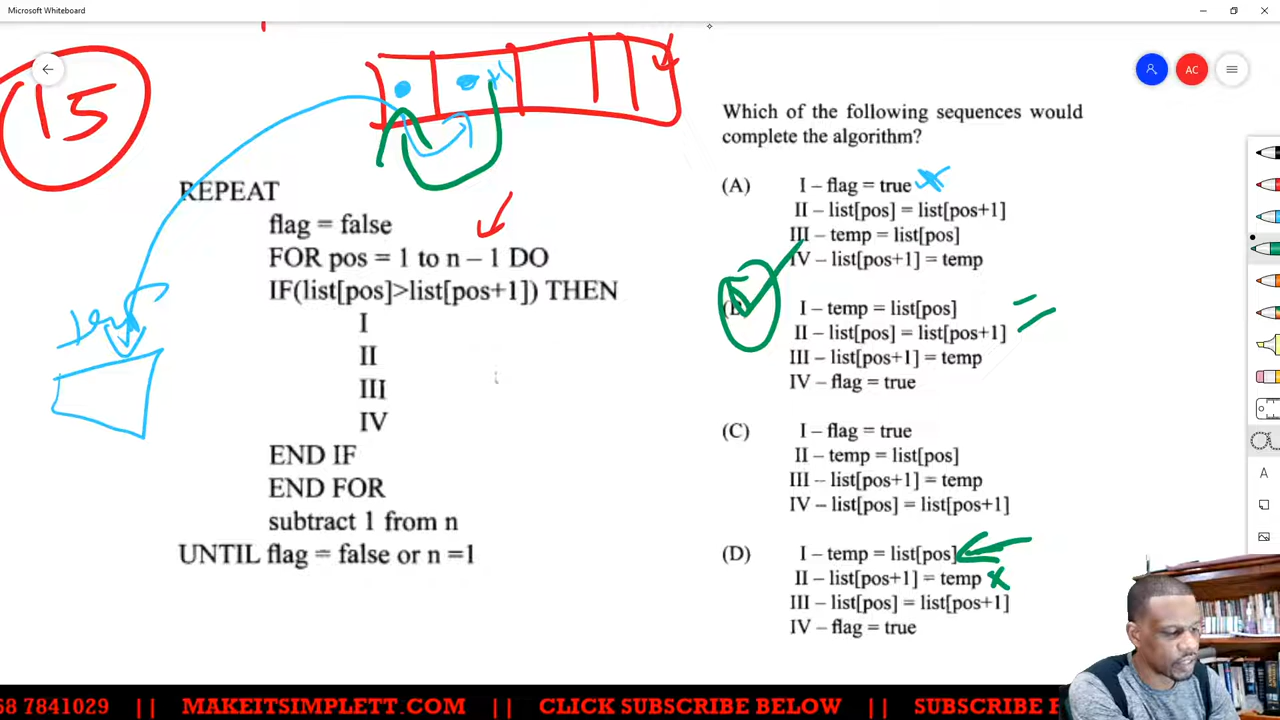 Microsoft Whiteboard
AC
15
+1
REPEAT
flag = false
FOR pos = 1 to n – 1 DO
IF(list[pos]>list[pos+1]) THEN
I
II
III
IV
END IF
END FOR
subtract 1 from n
UNTIL flag = false or n =1
Which of the following sequences would
complete the algorithm?
(A) I – flag = true
II – list[pos] = list[pos+1]
III – temp = list[pos]
IV – list[pos+1] = temp
I – temp = list[pos]
II – list[pos] = list[pos+1]
III – list[pos+1] = temp
IV – flag = true
(C) I – flag = true
II – temp = list[pos]
III – list[pos+1] = temp
IV – list[pos] = list[pos+1]
(D) I – temp = list[pos]
II – list[pos+1] = temp
III – list[pos] = list[pos+1]
IV – flag = true
68 7841029 || MAKEITSIMPLETT.COM || CLICK SUBSCRIBE BUTTON || SUBSCRIBE